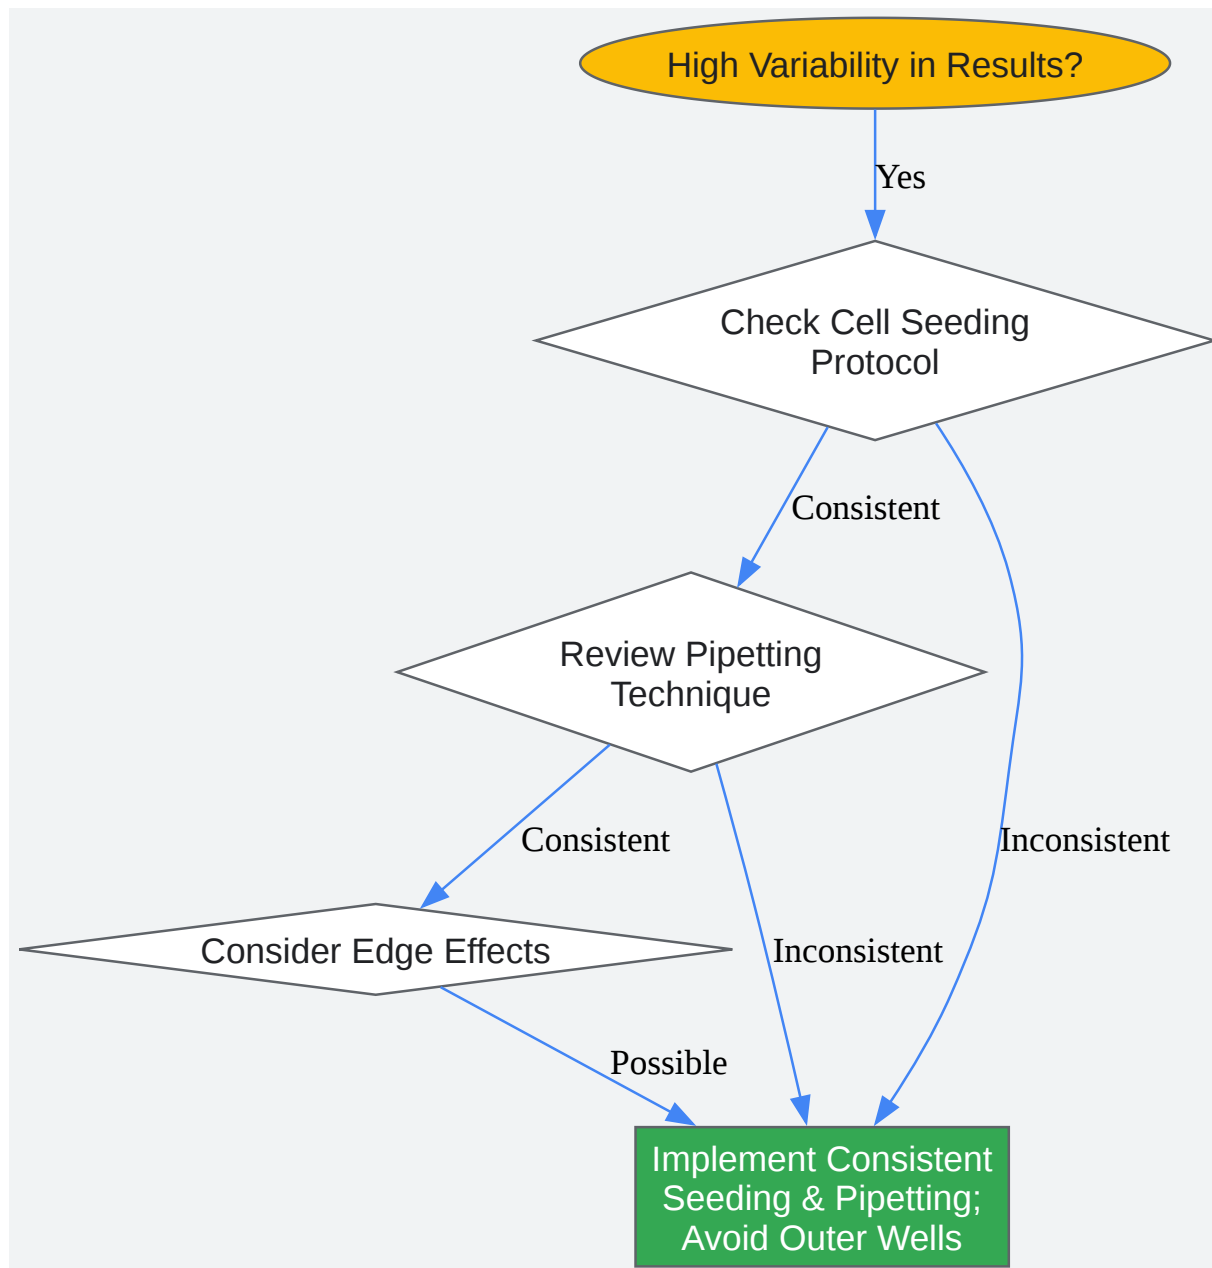 High Variability in Results?
Yes
Check Cell Seeding
Protocol
Consistent
Review Pipetting
Technique
Consistent
Inconsistent
Consider Edge Effects
Inconsistent
Possible
Implement Consistent
Seeding & Pipetting;
Avoid Outer Wells